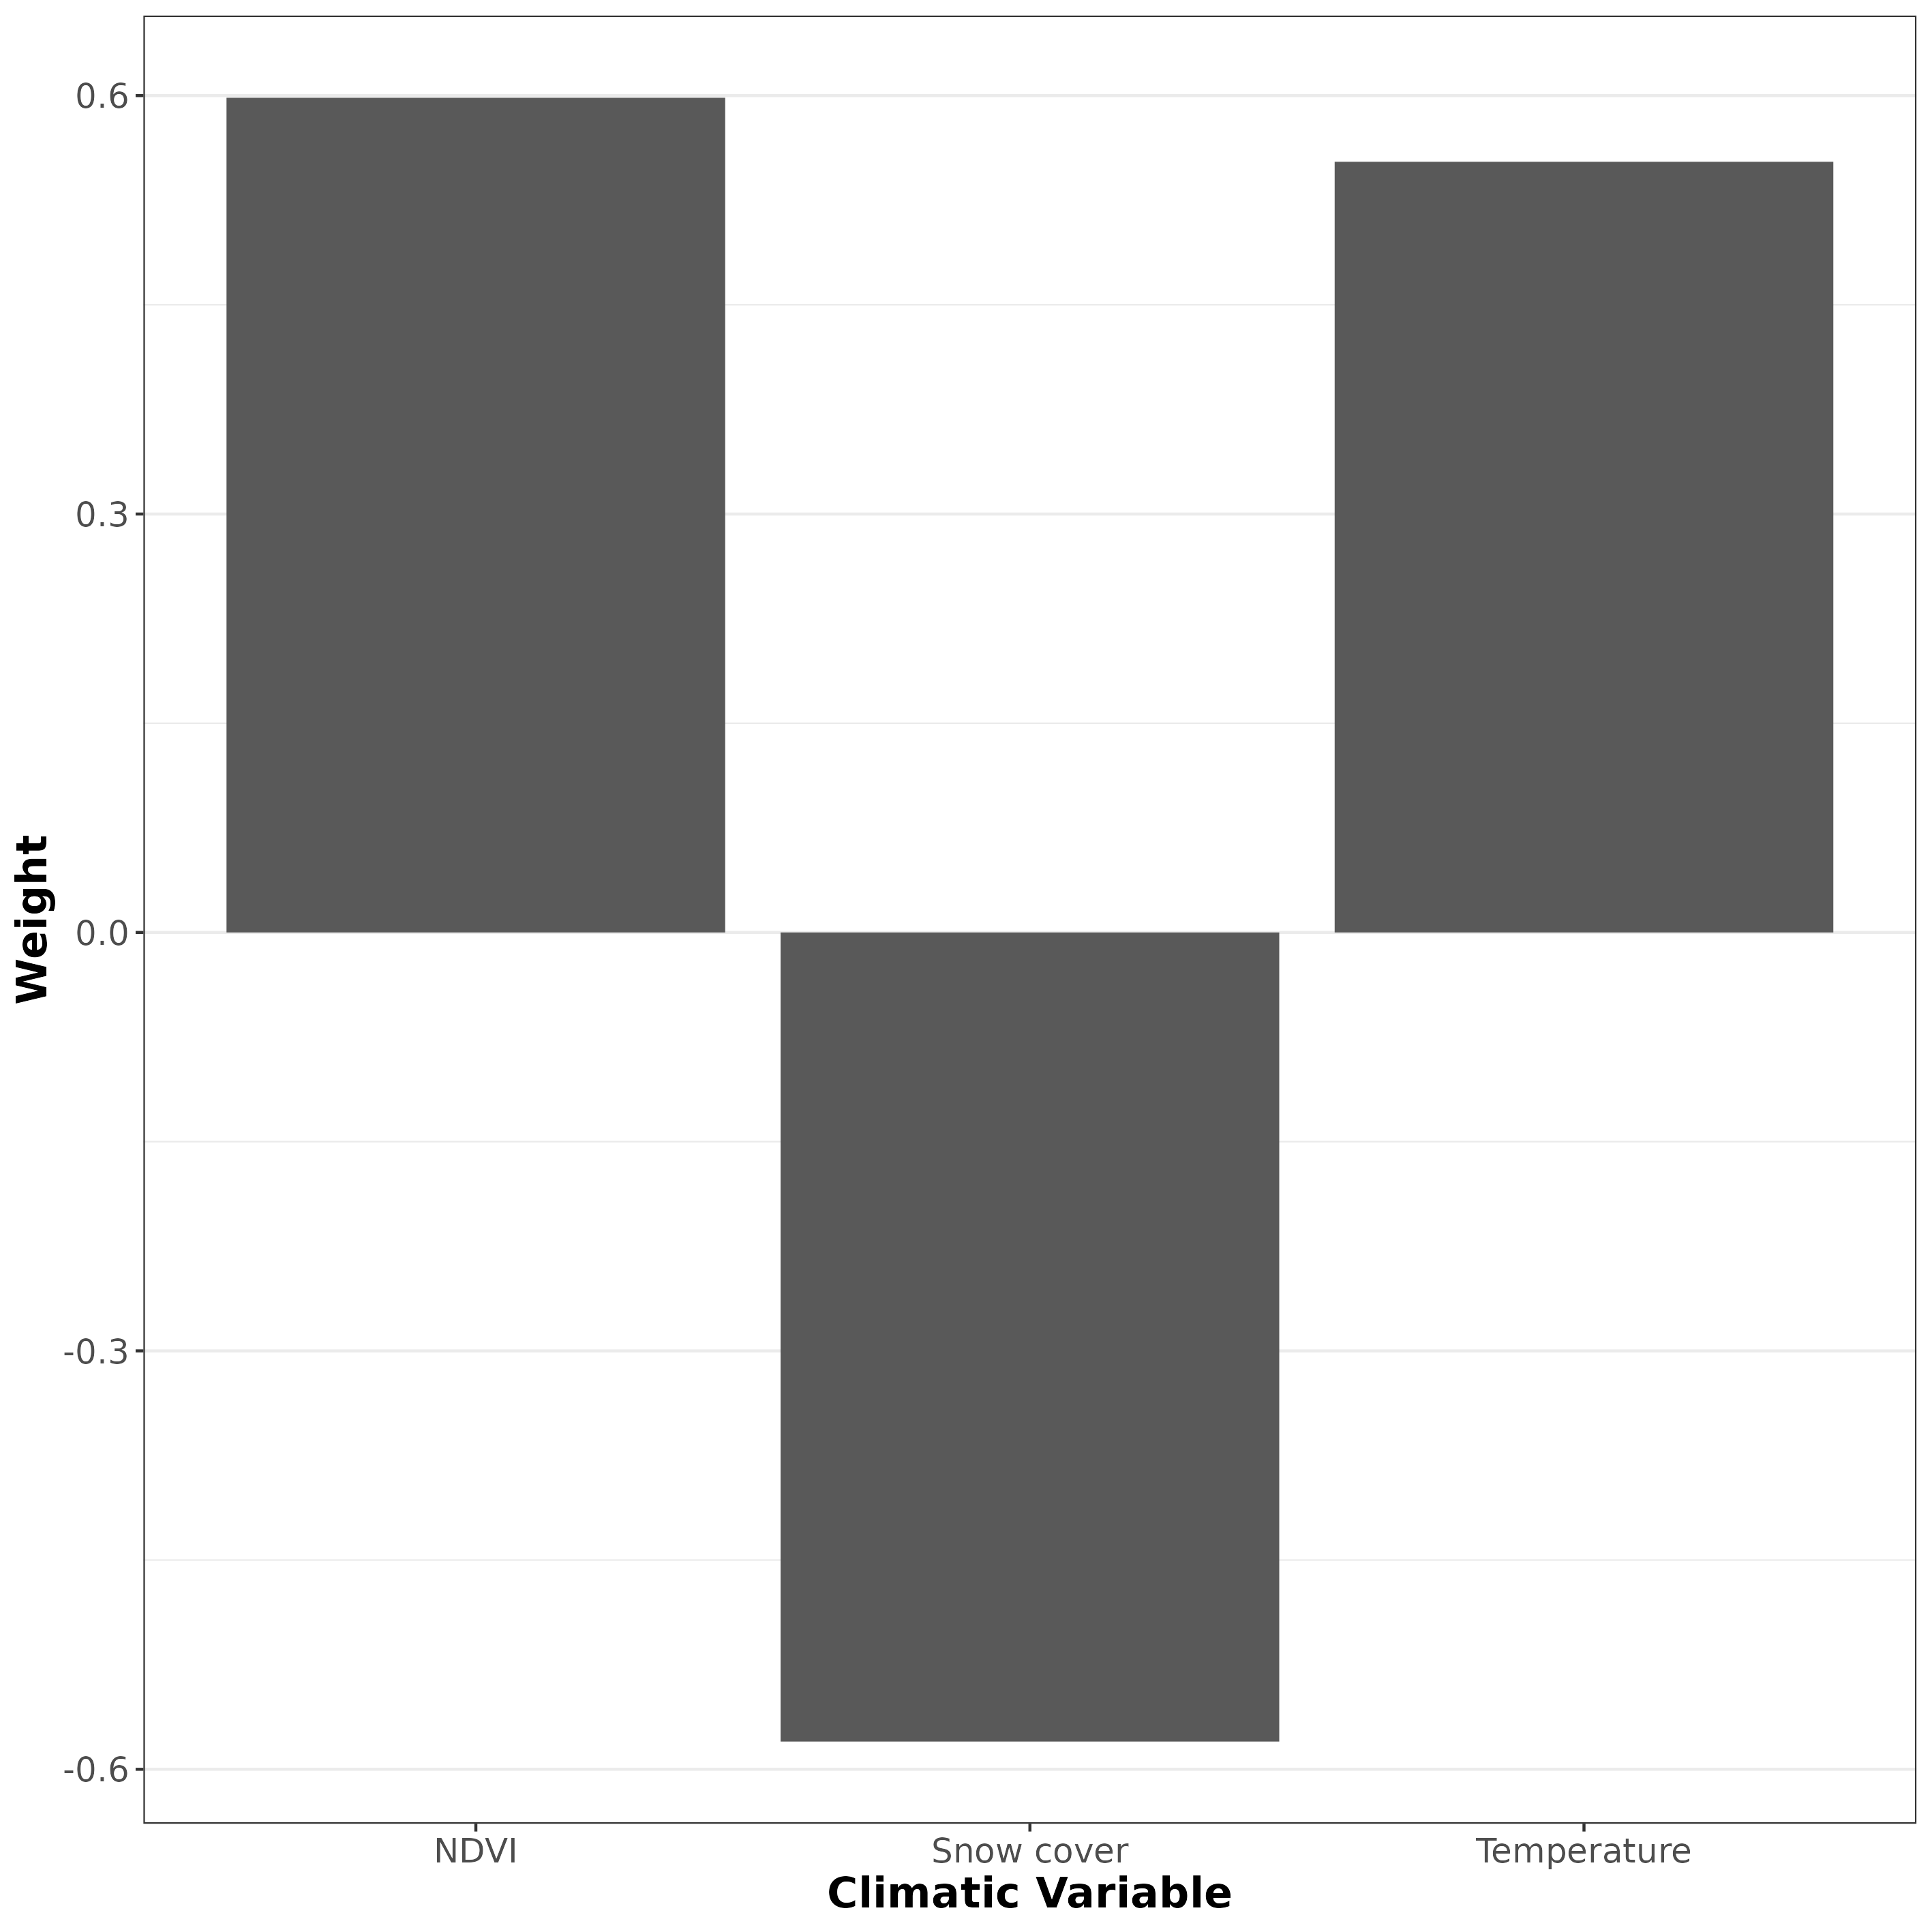 Weight
0.6
0.3
0.0
-0.3
-0.6
NDVI
Snow cover
Temperature
Climatic Variable